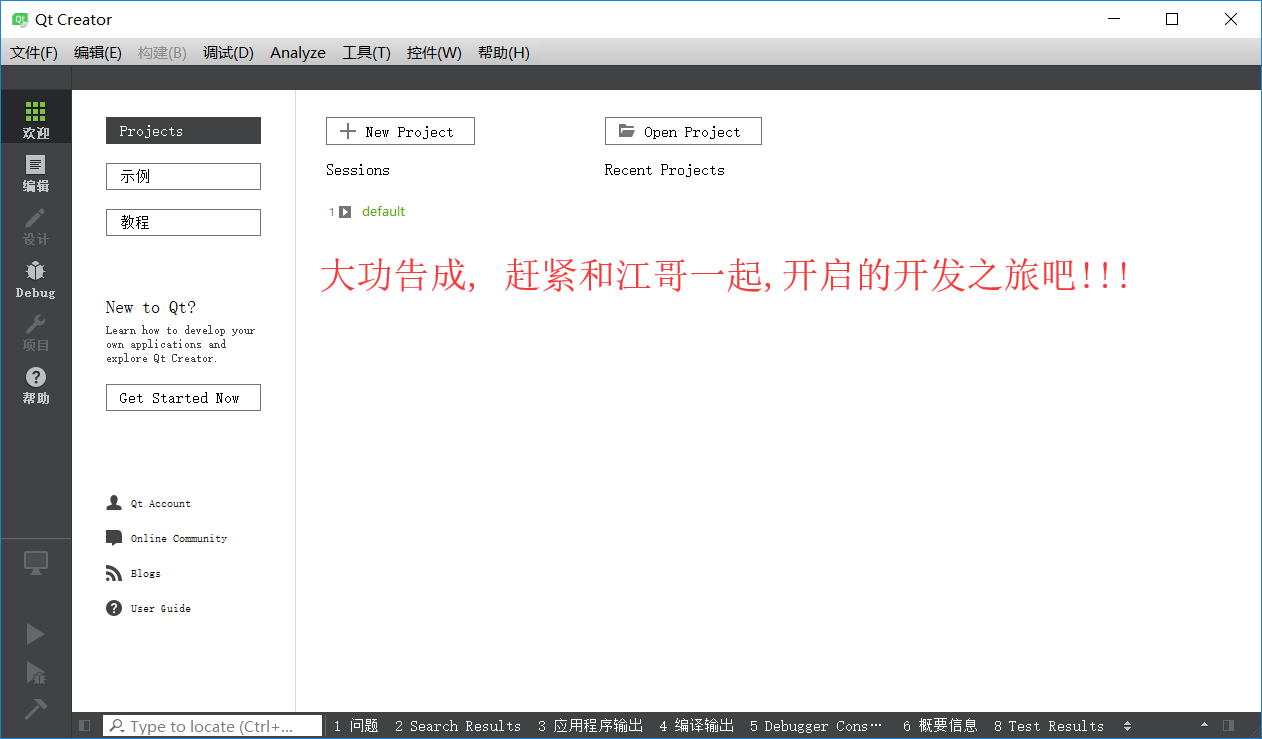 Qt Creator
文件(F) 编辑(E) 构建(B) 调试(D) Analyze 工具(T) 控件(W) 帮助(H)
欢迎
编辑
设计
Debug
项目
帮助
Projects
示例
教程
New to Qt?
Learn how to develop your
own applications and
explore Qt Creator.
Get Started Now
Qt Account
Online Community
Blogs
User Guide
New Project
Open Project
Sessions
Recent Projects
1 default
大功告成, 赶紧和江哥一起,开启的开发之旅吧!!!
Type to locate (Ctrl+...
1 问题 2 Search Results 3 应用程序输出 4 编译输出 5 Debugger Cons… 6 概要信息 8 Test Results